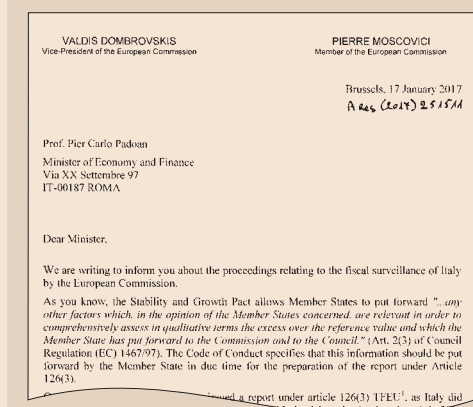 VALDIS DOMBROVSKIS
Vice-President of the European Commission
PIERRE MOSCOVICI
Member of the European Commission
Brussels, 17 January 2017
Ares (2017) 251511
Prof. Pier Carlo Padoan
Minister of Economy and Finance
Via XX Settembre 97
IT-00187 ROMA
Dear Minister,
We are writing to inform you about the proceedings relating to the fiscal surveillance of Italy
by the European Commission.
As you know, the Stability and Growth Pact allows Member States to put forward "...any
other factors which, in the opinion of the Member States concerned, are relevant in order to
comprehensively assess in qualitative terms the excess over the reference value and which the
Member State has put forward to the Commission and to the Council." (Art. 2(3) of Council
Regulation (EC) 1467/97). The Code of Conduct specifies that this information should be put
forward by the Member State in due time for the preparation of the report under Article
126(3).
a report under article 126(3) TFEU1, as Italy did